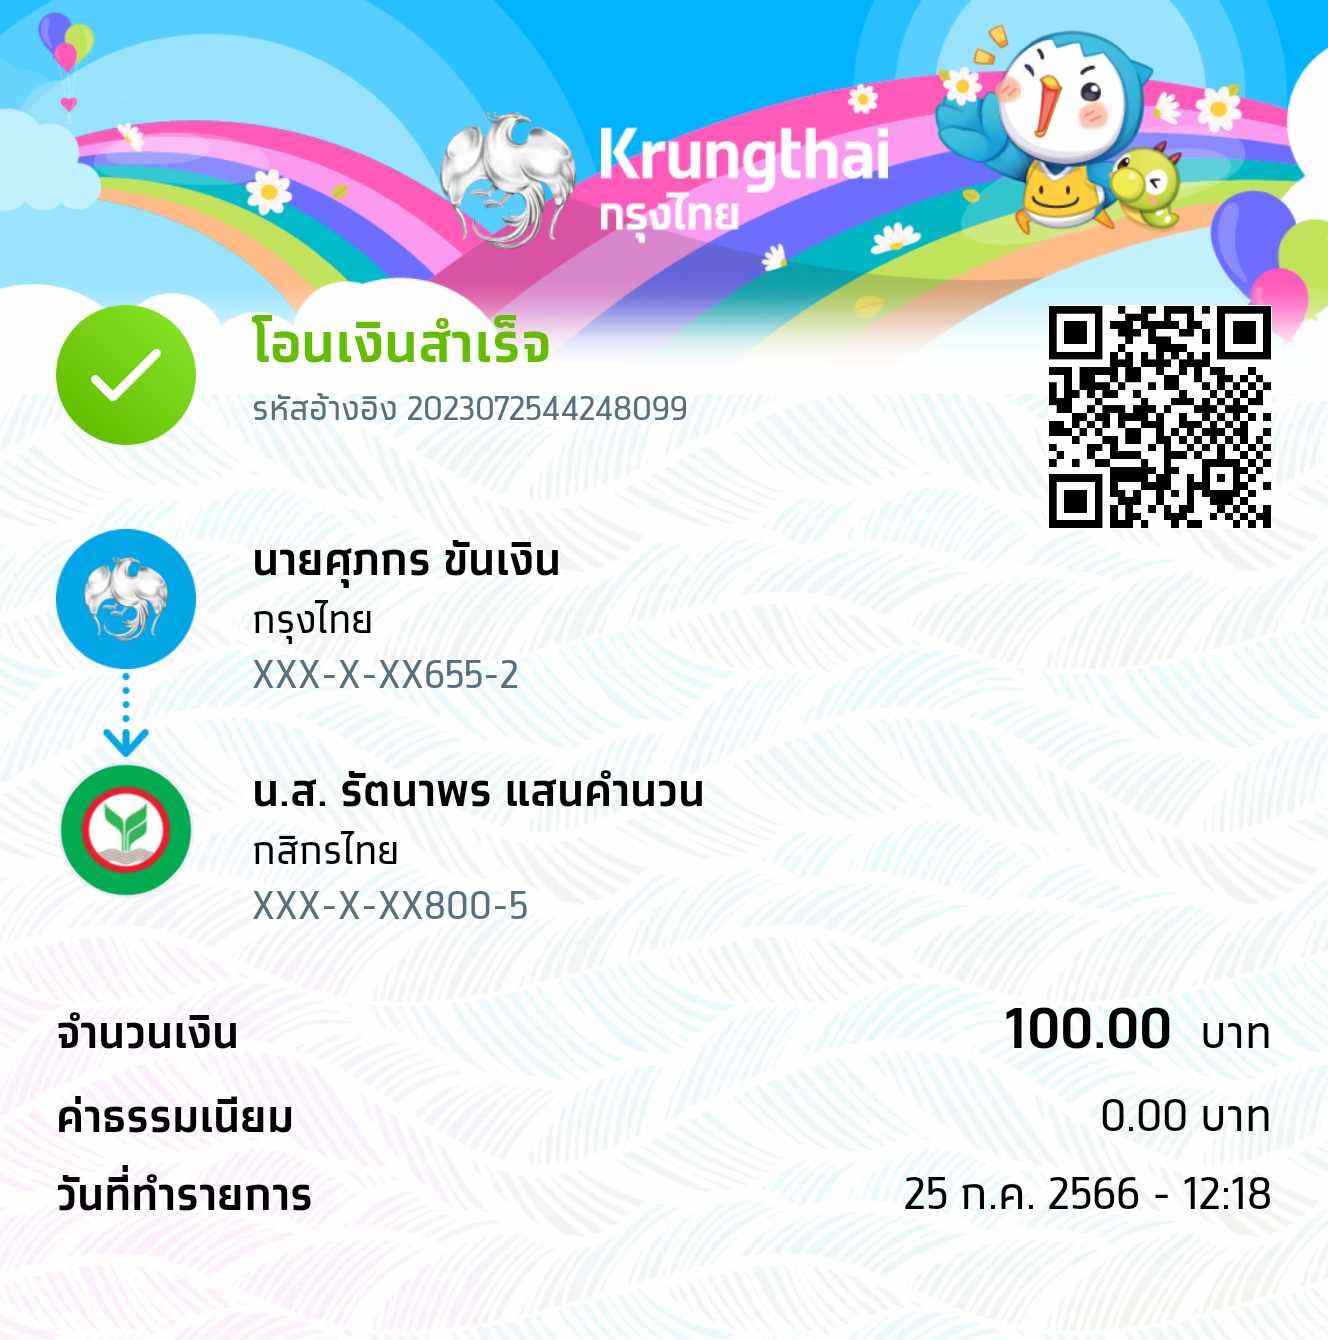 Krungthai
กรุงไทย
โอนเงินสำเร็จ
รหัสอ้างอิง 2023072544248099
นายศุภกร ขันเงิน
กรุงไทย
XXX-X-XX655-2
น.ส. รัตนาพร แสนคำนวน
กสิกรไทย
XXX-X-XX800-5
จำนวนเงิน 100.00 บาท
ค่าธรรมเนียม 0.00 บาท
วันที่ทำรายการ 25 ก.ค. 2566 - 12:18